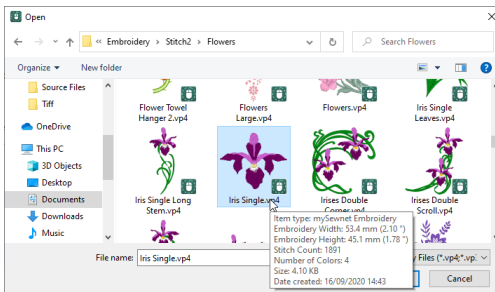 Open
« Embroidery > Stitch2 > Flowers
Search Flowers
Organize
New folder
?
Source Files
Tiff
OneDrive
This PC
3D Objects
Desktop
Documents
Downloads
Music
Flower Towel
Hanger 2.vp4
Flowers
Large.vp4
Flowers.vp4
Iris Single
Leaves.vp4
Iris Single Long
Stem.vp4
Iris Single.vp4
Irises Double
Corner.vp4
Irises Double
Scroll.vp4
Item type: mySewnet Embroidery
Embroidery Width: 53.4 mm (2.10 ")
Embroidery Height: 45.1 mm (1.78 ")
Stitch Count: 1891
Number of Colors: 4
Size: 4.10 KB
Date created: 16/09/2020 14:43
File name:
Iris Single.vp4
Files (*.vp4;*.vp:
Cancel